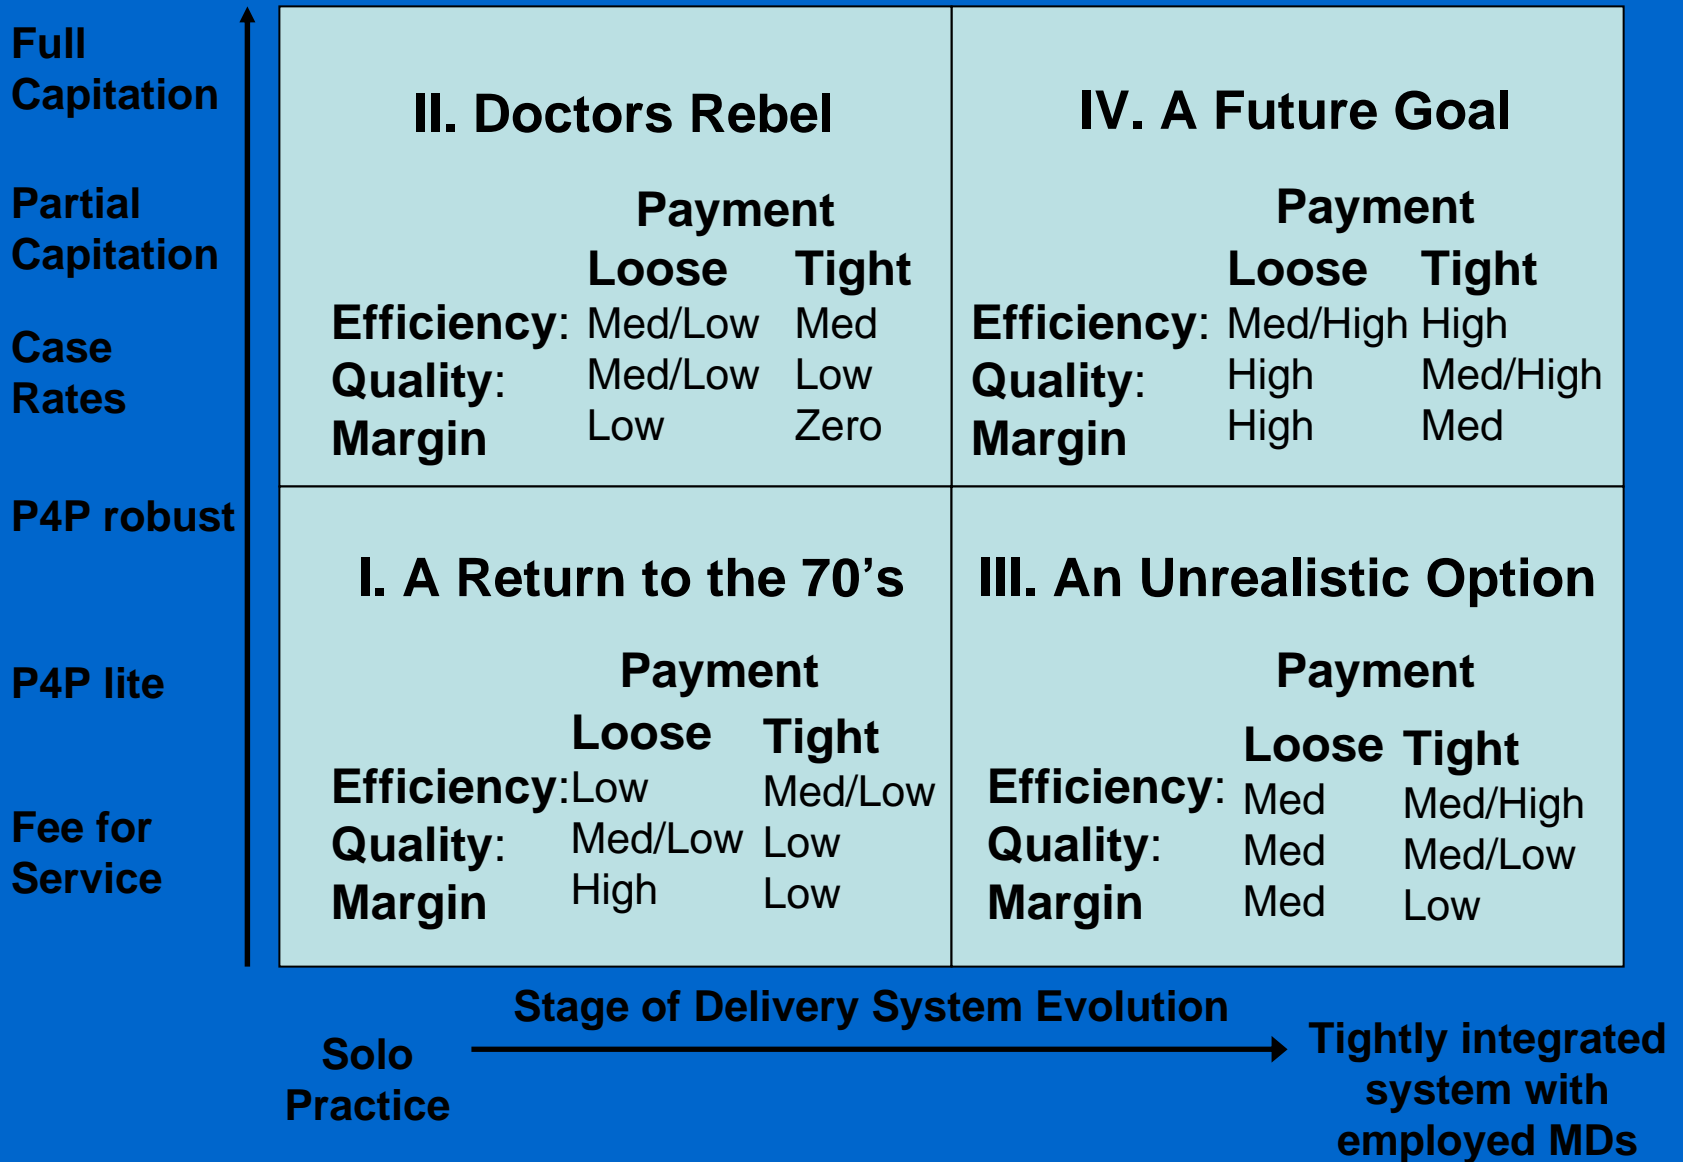 Full
Capitation
Partial
Capitation
Case
Rates
P4P robust
P4P lite
Fee for
Service
II. Doctors Rebel
Payment
Loose Tight
Efficiency: Med/Low Med
Quality: Med/Low Low
Margin Low Zero
IV. A Future Goal
Payment
Loose Tight
Efficiency: Med/High High
Quality: High Med/High
Margin High Med
I. A Return to the 70’s
Payment
Loose Tight
Efficiency: Low Med/Low
Quality: Med/Low Low
Margin High Low
III. An Unrealistic Option
Payment
Loose Tight
Efficiency: Med Med/High
Quality: Med Med/Low
Margin Med Low
Stage of Delivery System Evolution
Solo
Practice
Tightly integrated
system with
employed MDs